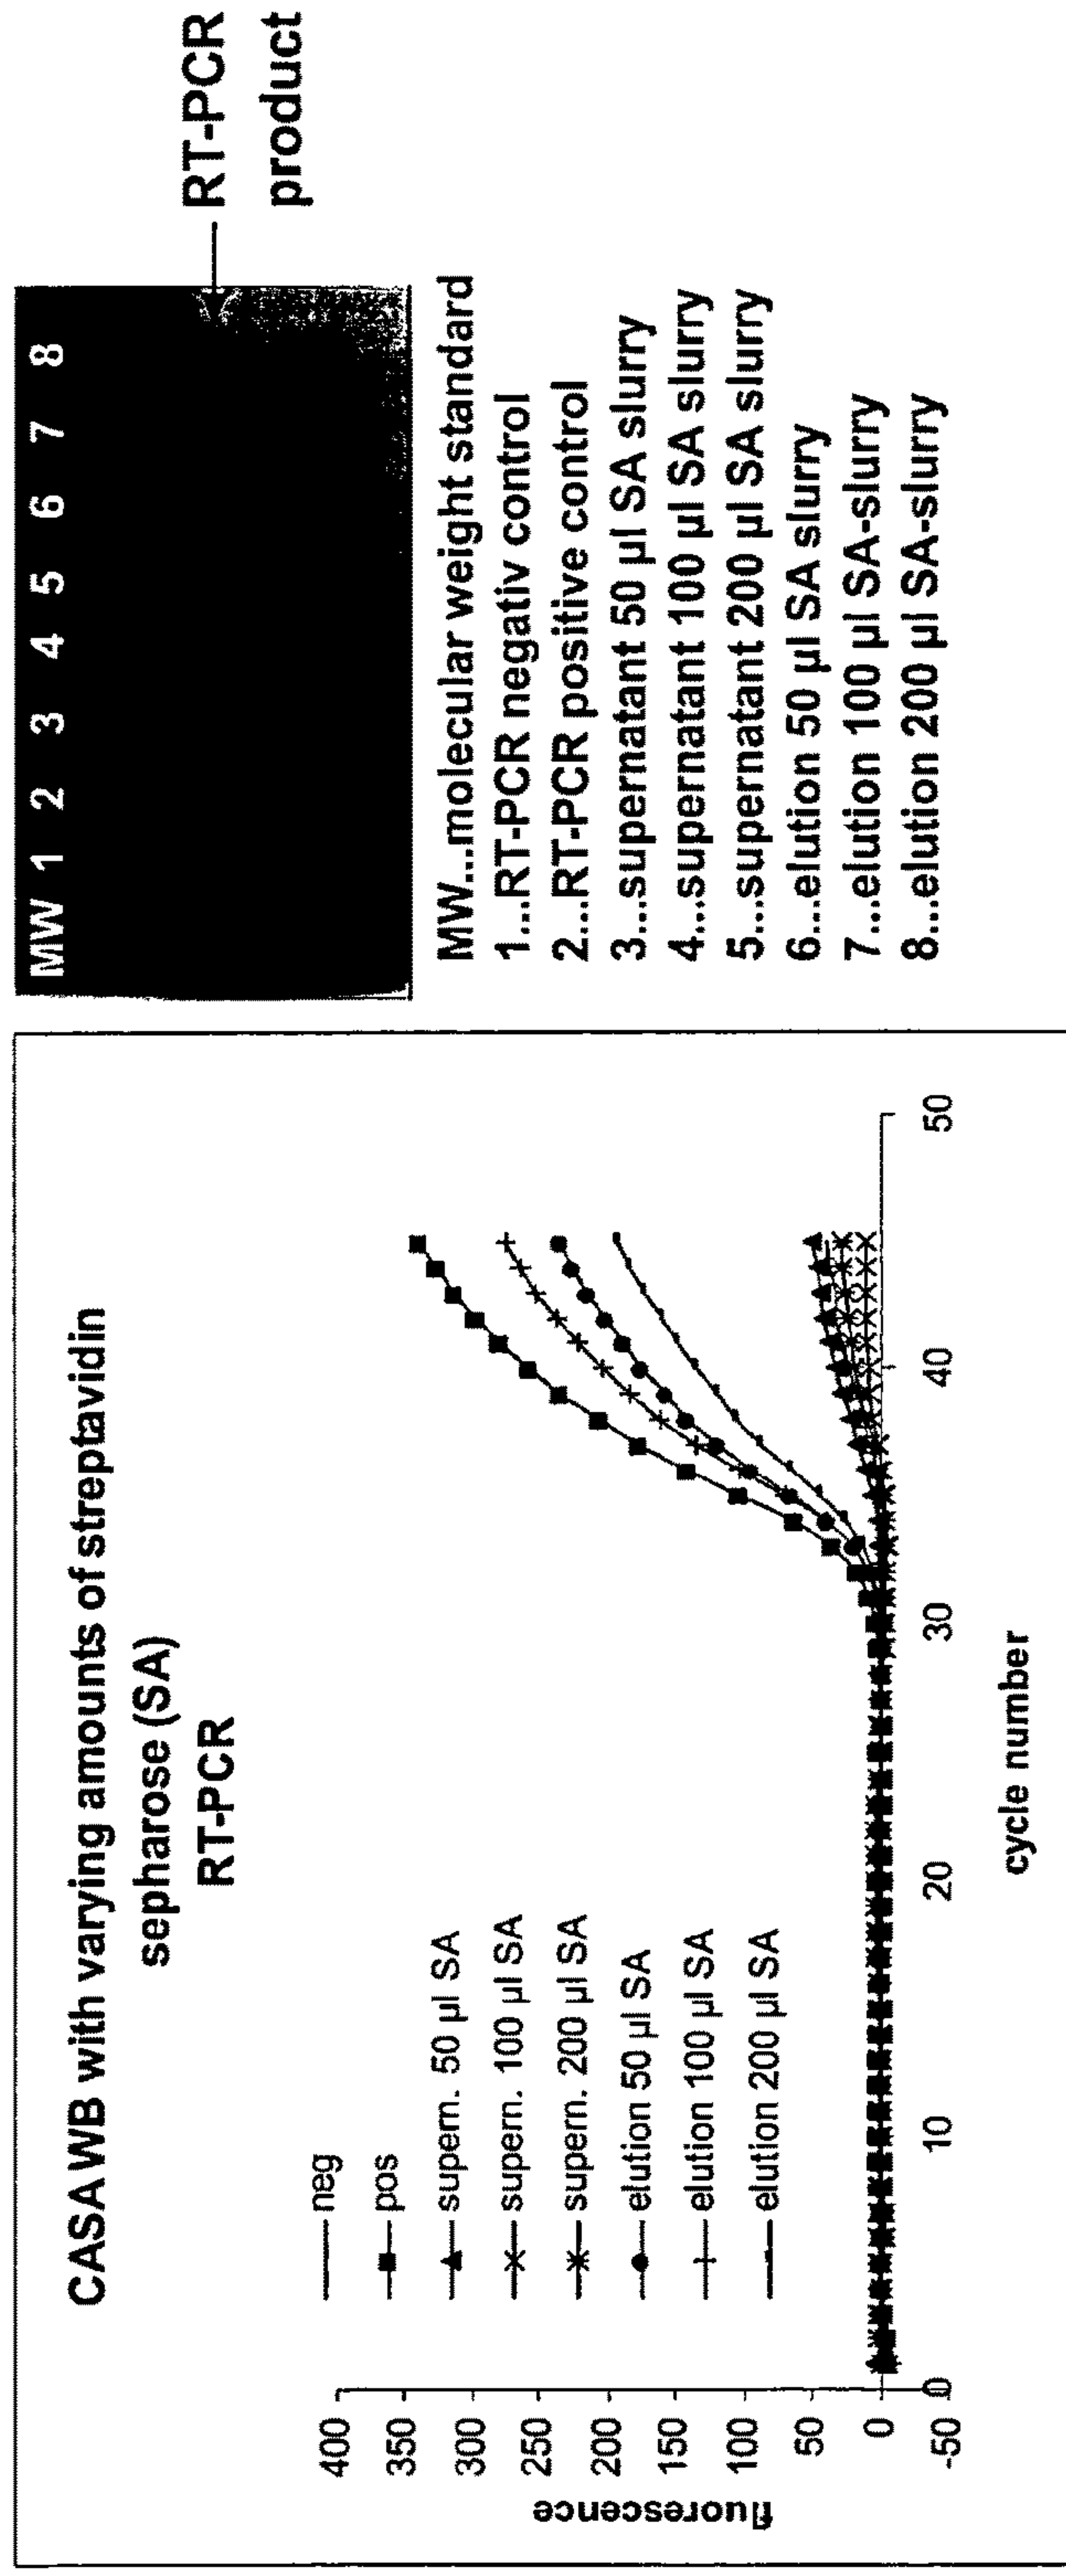 CASA WB with varying amounts of streptavidin
sepharose (SA)
RT-PCR
neg
pos
supern. 50 µl SA
supern. 100 µl SA
supern. 200 µl SA
elution 50 µl SA
elution 100 µl SA
elution 200 µl SA
fluorescence
400
350
300
250
200
150
100
50
0
-50
0
10
20
30
40
50
cycle number
MW 1 2 3 4 5 6 7 8
RT-PCR
product
MW...molecular weight standard
1...RT-PCR negativ control
2...RT-PCR positive control
3...supernatant 50 µl SA slurry
4...supernatant 100 µl SA slurry
5...supernatant 200 µl SA slurry
6...elution 50 µl SA slurry
7...elution 100 µl SA-slurry
8...elution 200 µl SA-slurry